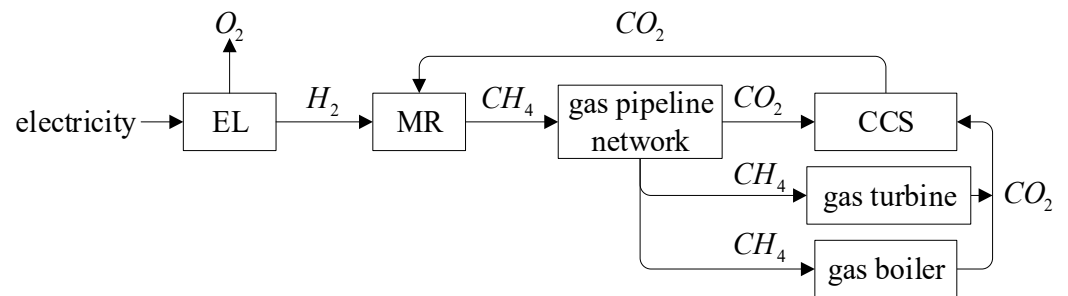 O₂
CO₂
electricity
EL
H₂
MR
CH₄
gas pipeline
network
CO₂
CCS
CH₄
gas turbine
CO₂
CH₄
gas boiler